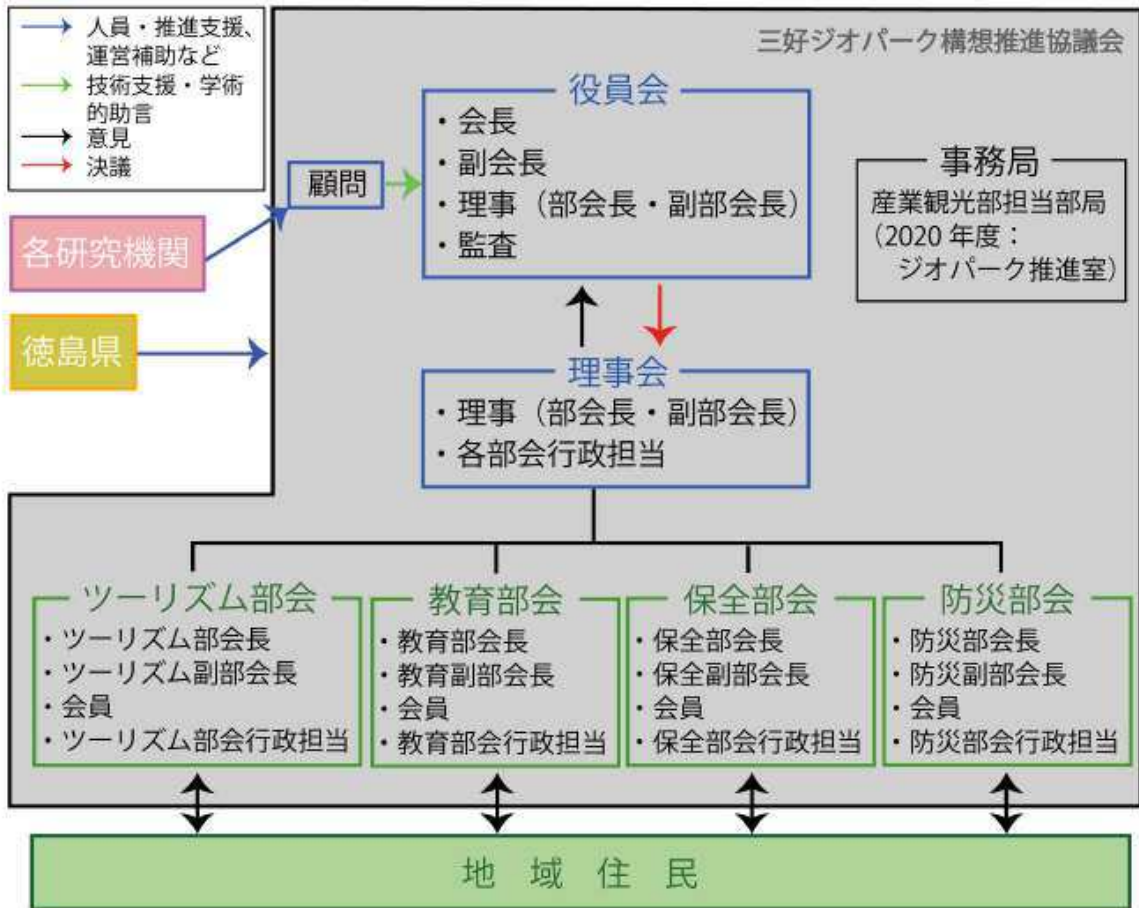 人員・推進支援、
運営補助など
技術支援・学術
的助言
意見
決議
三好ジオパーク構想推進協議会
役員会
・会長
・副会長
・理事（部会長・副部会長）
・監査
顧問
事務局
産業観光部担当部局
（2020 年度：
ジオパーク推進室）
各研究機関
徳島県
理事会
・理事（部会長・副部会長）
・各部会行政担当
ツーリズム部会
・ツーリズム部会長
・ツーリズム副部会長
・会員
・ツーリズム部会行政担当
教育部会
・教育部会長
・教育副部会長
・会員
・教育部会行政担当
保全部会
・保全部会長
・保全副部会長
・会員
・保全部会行政担当
防災部会
・防災部会長
・防災副部会長
・会員
・防災部会行政担当
地 域 住 民